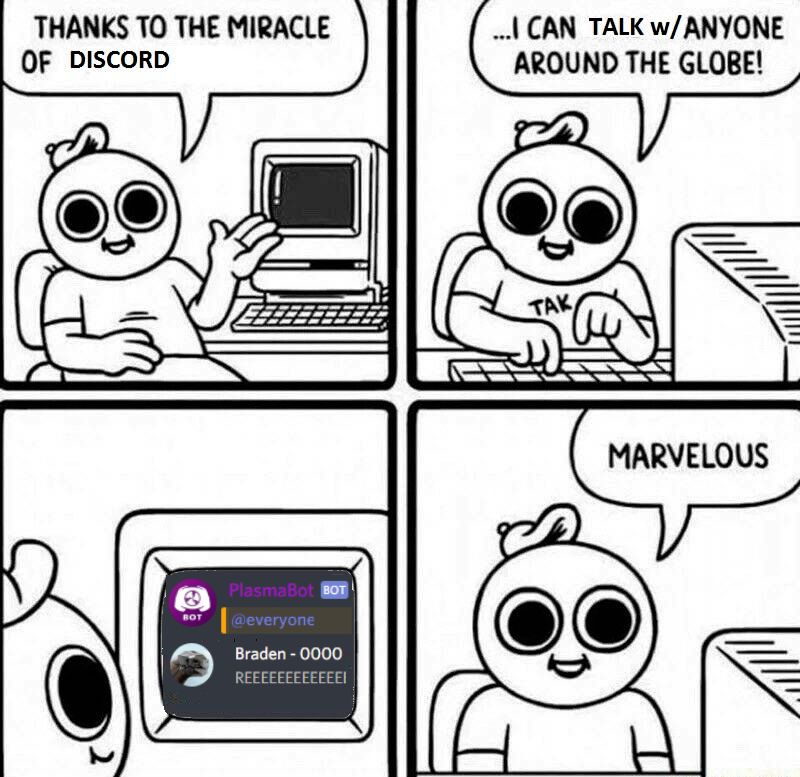 THANKS TO THE MIRACLE
OF DISCORD
...I CAN TALK w/ANYONE
AROUND THE GLOBE!
TAK
PlasmaBot BOT
BOT
@everyone
Braden - 0000
REEEEEEEEEEEEI
MARVELOUS